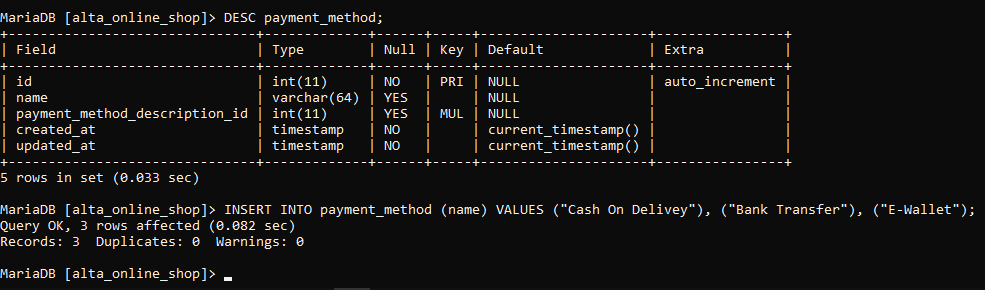 MariaDB [alta_online_shop]> DESC payment_method;
+-------------------------------+-------------+------+-----+---------------------+----------------+
| Field                         | Type        | Null | Key | Default             | Extra          |
+-------------------------------+-------------+------+-----+---------------------+----------------+
| id                            | int(11)     | NO   | PRI | NULL                | auto_increment |
| name                          | varchar(64) | YES  |     | NULL                |                |
| payment_method_description_id | int(11)     | YES  | MUL | NULL                |                |
| created_at                    | timestamp   | NO   |     | current_timestamp() |                |
| updated_at                    | timestamp   | NO   |     | current_timestamp() |                |
+-------------------------------+-------------+------+-----+---------------------+----------------+
5 rows in set (0.033 sec)
MariaDB [alta_online_shop]> INSERT INTO payment_method (name) VALUES ("Cash On Delivey"), ("Bank Transfer"), ("E-Wallet");
Query OK, 3 rows affected (0.082 sec)
Records: 3  Duplicates: 0  Warnings: 0
MariaDB [alta_online_shop]> _